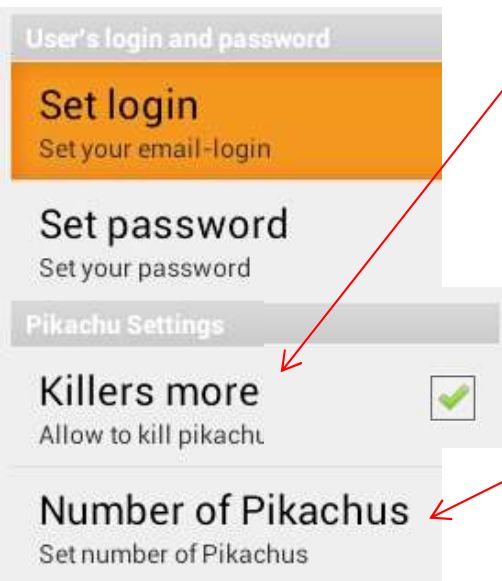 User's login and password
Set login
Set your email-login
Set password
Set your password
Pikachu Settings
Killers more
Allow to kill pikachu
Number of Pikachus
Set number of Pikachus